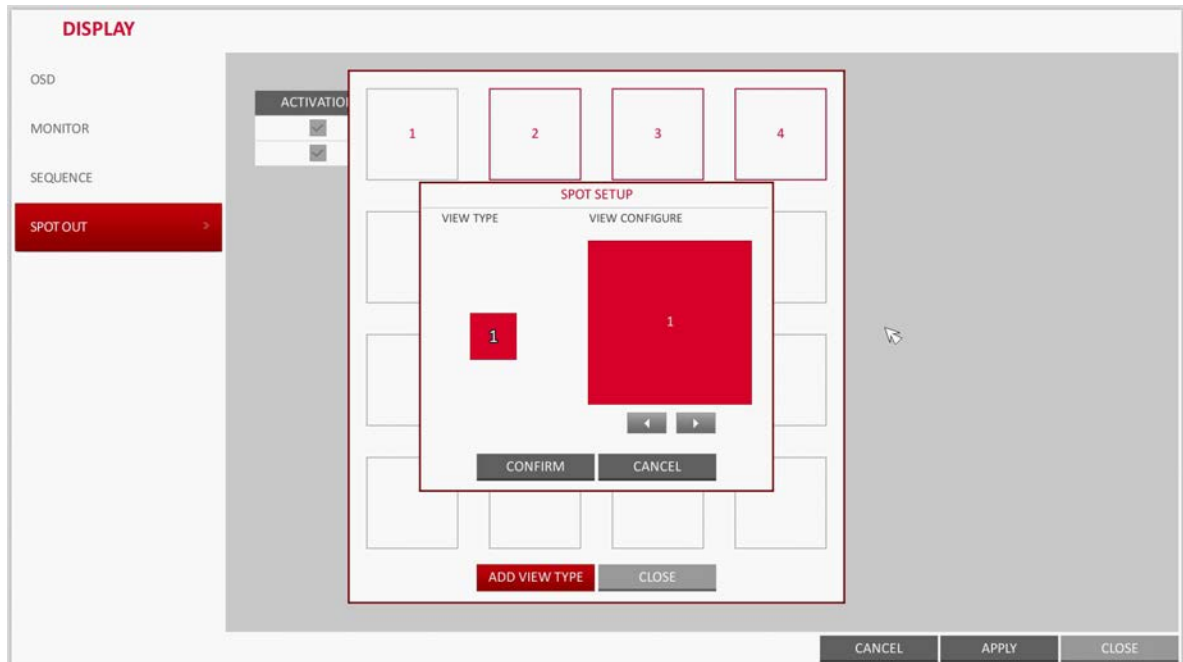 DISPLAY
OSD
MONITOR
SEQUENCE
SPOT OUT
ACTIVATIO
1 2 3 4
SPOT SETUP
VIEW TYPE VIEW CONFIGURE
1 1
CONFIRM CANCEL
ADD VIEW TYPE CLOSE
CANCEL APPLY CLOSE